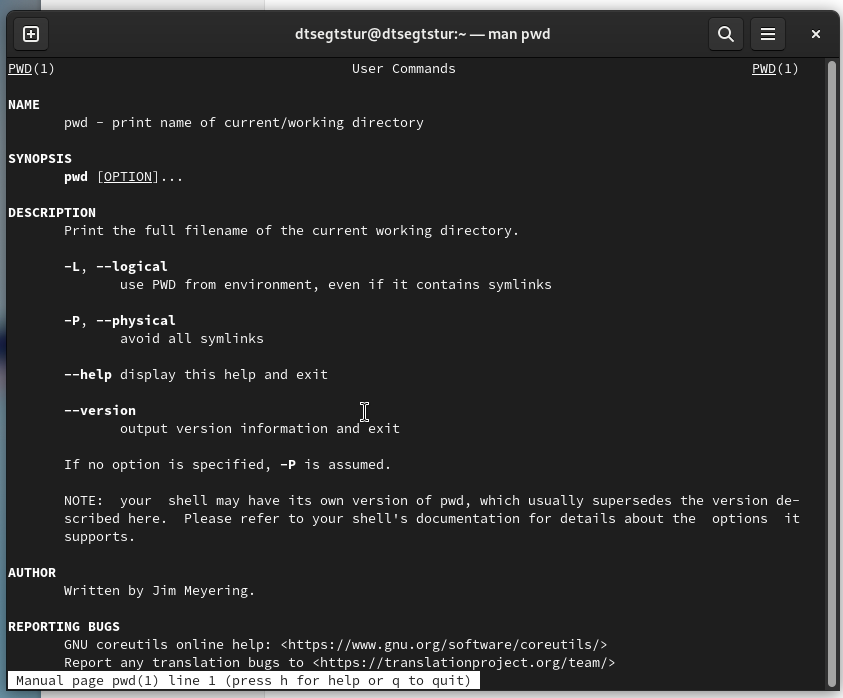 dtsegtstur@dtsegtstur:~ — man pwd
PWD(1) User Commands PWD(1)
NAME
pwd - print name of current/working directory
SYNOPSIS
pwd [OPTION]...
DESCRIPTION
Print the full filename of the current working directory.
-L, --logical
use PWD from environment, even if it contains symlinks
-P, --physical
avoid all symlinks
--help display this help and exit
--version
output version information and exit
If no option is specified, -P is assumed.
NOTE:  your  shell may have its own version of pwd, which usually supersedes the version de-
scribed here.  Please refer to your shell's documentation for details about the  options  it
supports.
AUTHOR
Written by Jim Meyering.
REPORTING BUGS
GNU coreutils online help: <https://www.gnu.org/software/coreutils/>
Report any translation bugs to <https://translationproject.org/team/>
Manual page pwd(1) line 1 (press h for help or q to quit)